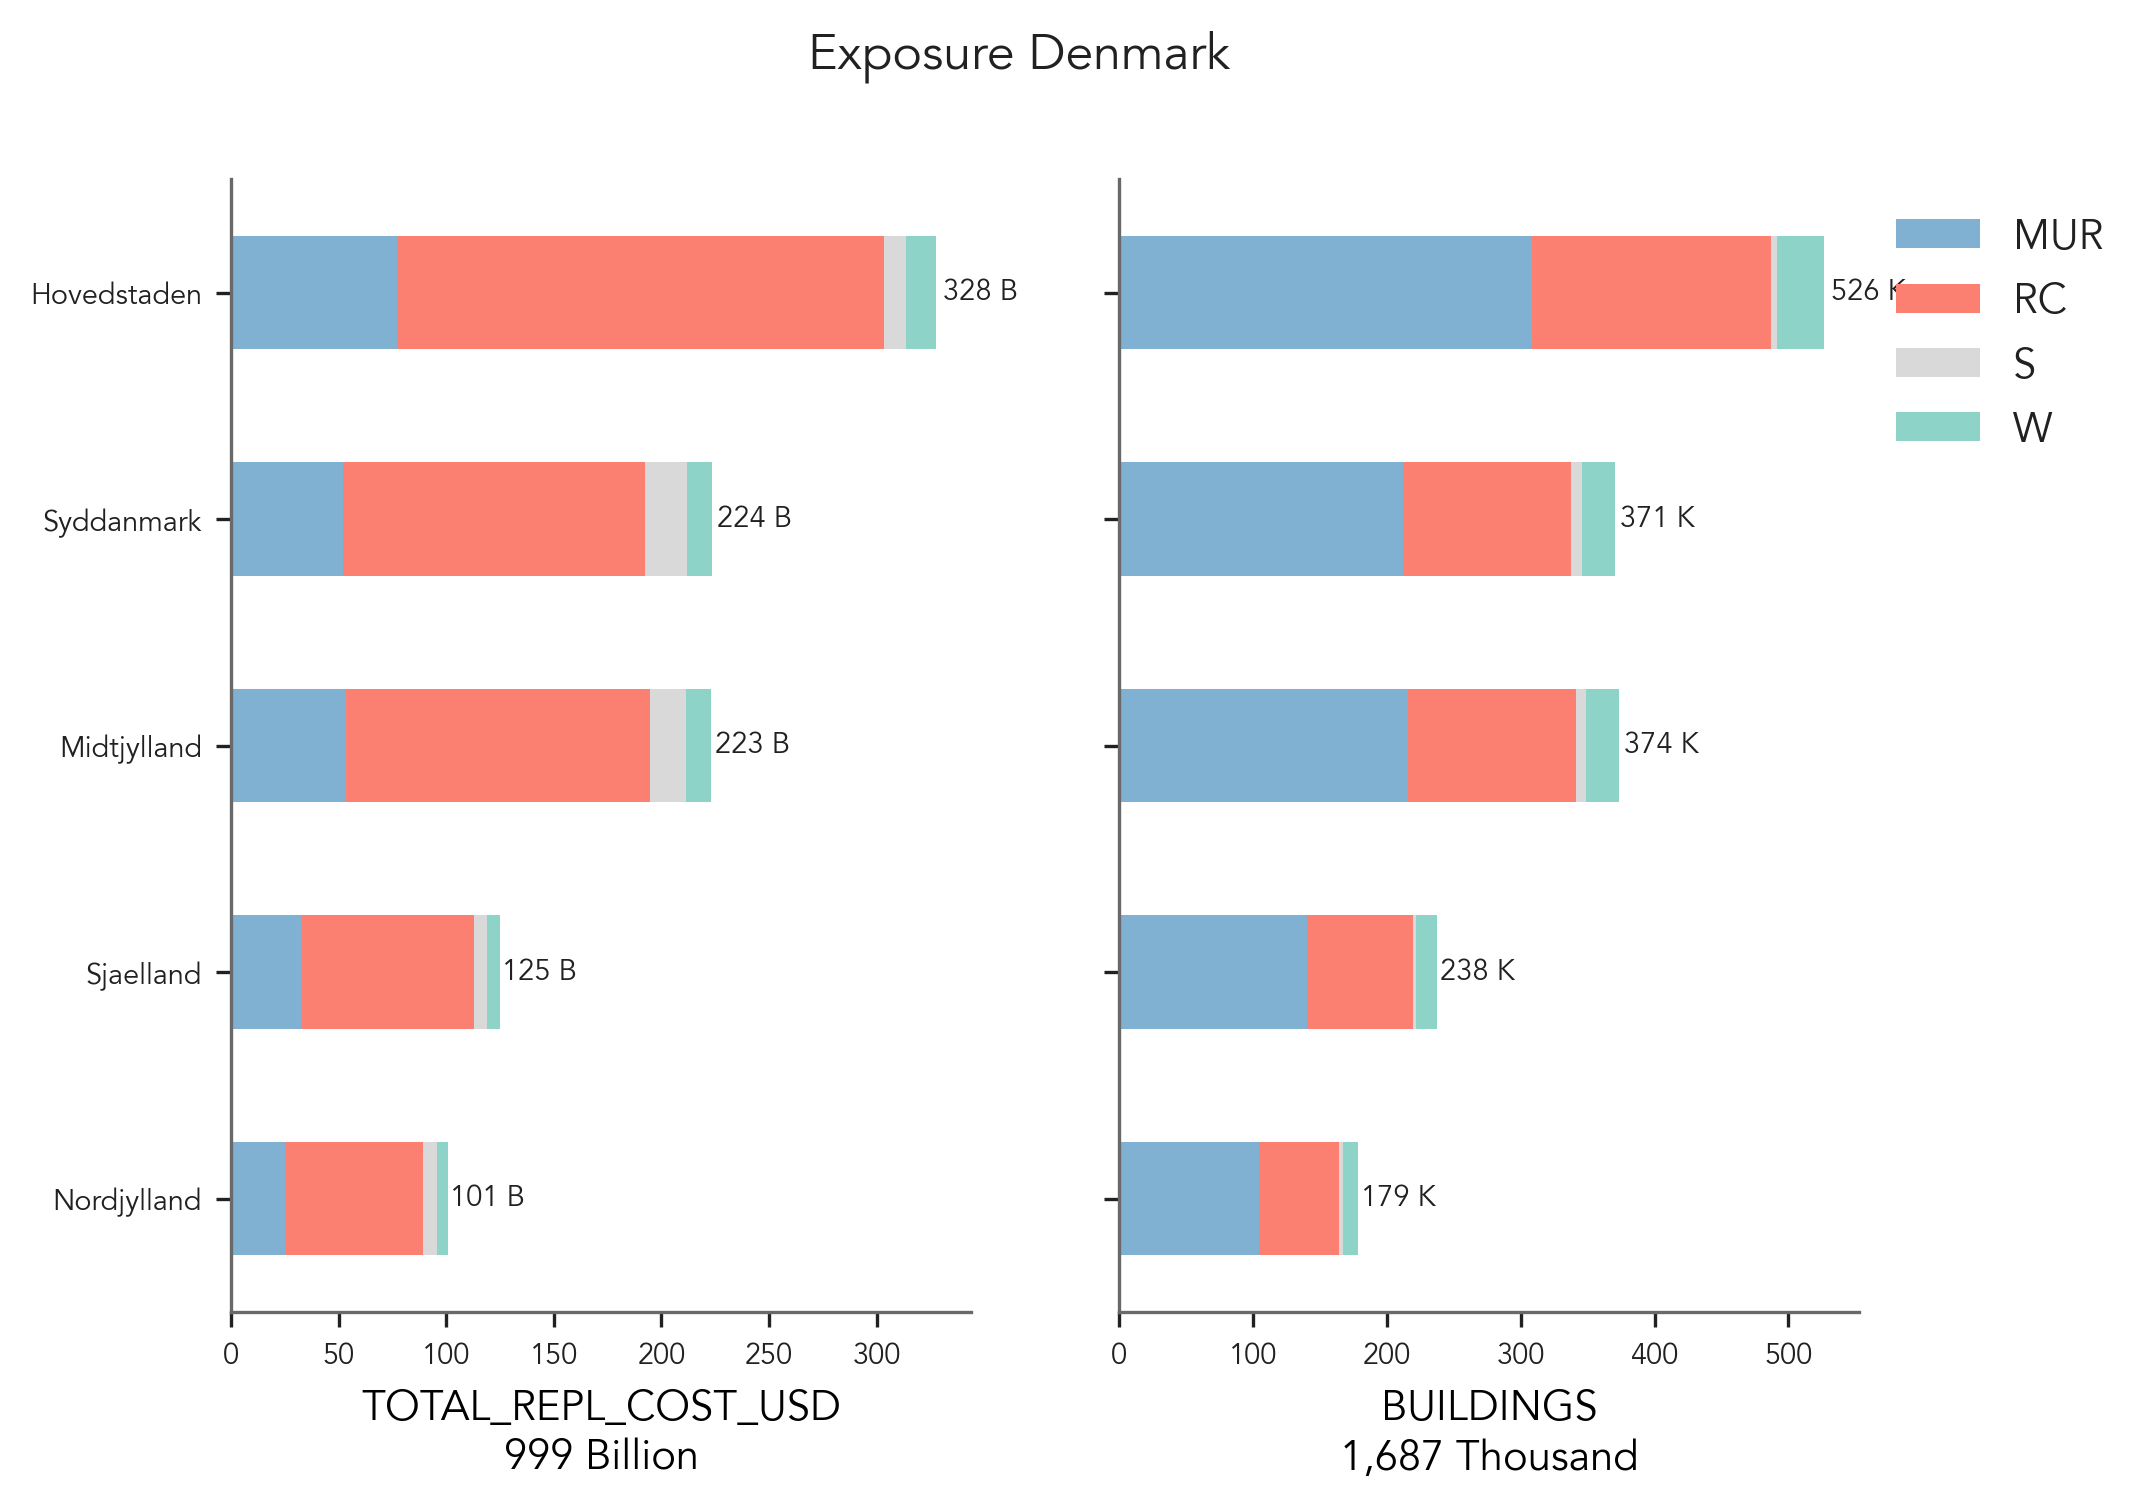 Exposure Denmark
Hovedstaden
Syddanmark
Midtjylland
Sjaelland
Nordjylland
328 B
224 B
223 B
125 B
101 B
0 50 100 150 200 250 300
TOTAL_REPL_COST_USD
999 Billion
526 K
371 K
374 K
238 K
179 K
0 100 200 300 400 500
BUILDINGS
1,687 Thousand
MUR
RC
S
W